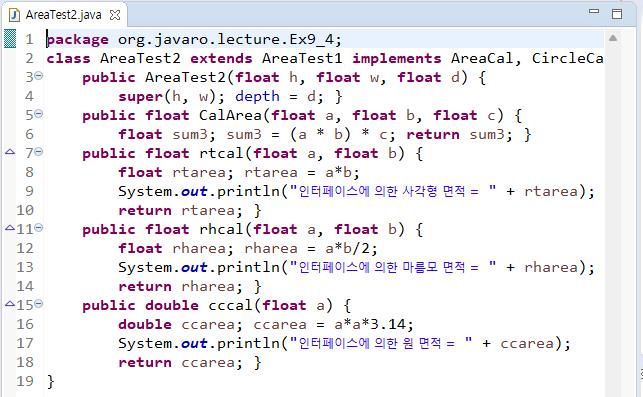 AreaTest2.java
1 package org.javaro.lecture.Ex9_4;
2 class AreaTest2 extends AreaTest1 implements AreaCal, CircleCa
3 public AreaTest2(float h, float w, float d) {
4 super(h, w); depth = d; }
5 public float CalArea(float a, float b, float c) {
6 float sum3; sum3 = (a * b) * c; return sum3; }
7 public float rtcal(float a, float b) {
8 float rtarea; rtarea = a*b;
9 System.out.println("인터페이스에 의한 사각형 면적 = " + rtarea);
10 return rtarea; }
11 public float rhcal(float a, float b) {
12 float rharea; rharea = a*b/2;
13 System.out.println("인터페이스에 의한 마름모 면적 = " + rharea);
14 return rharea; }
15 public double cccal(float a) {
16 double ccarea; ccarea = a*a*3.14;
17 System.out.println("인터페이스에 의한 원 면적 = " + ccarea);
18 return ccarea; }
19 }